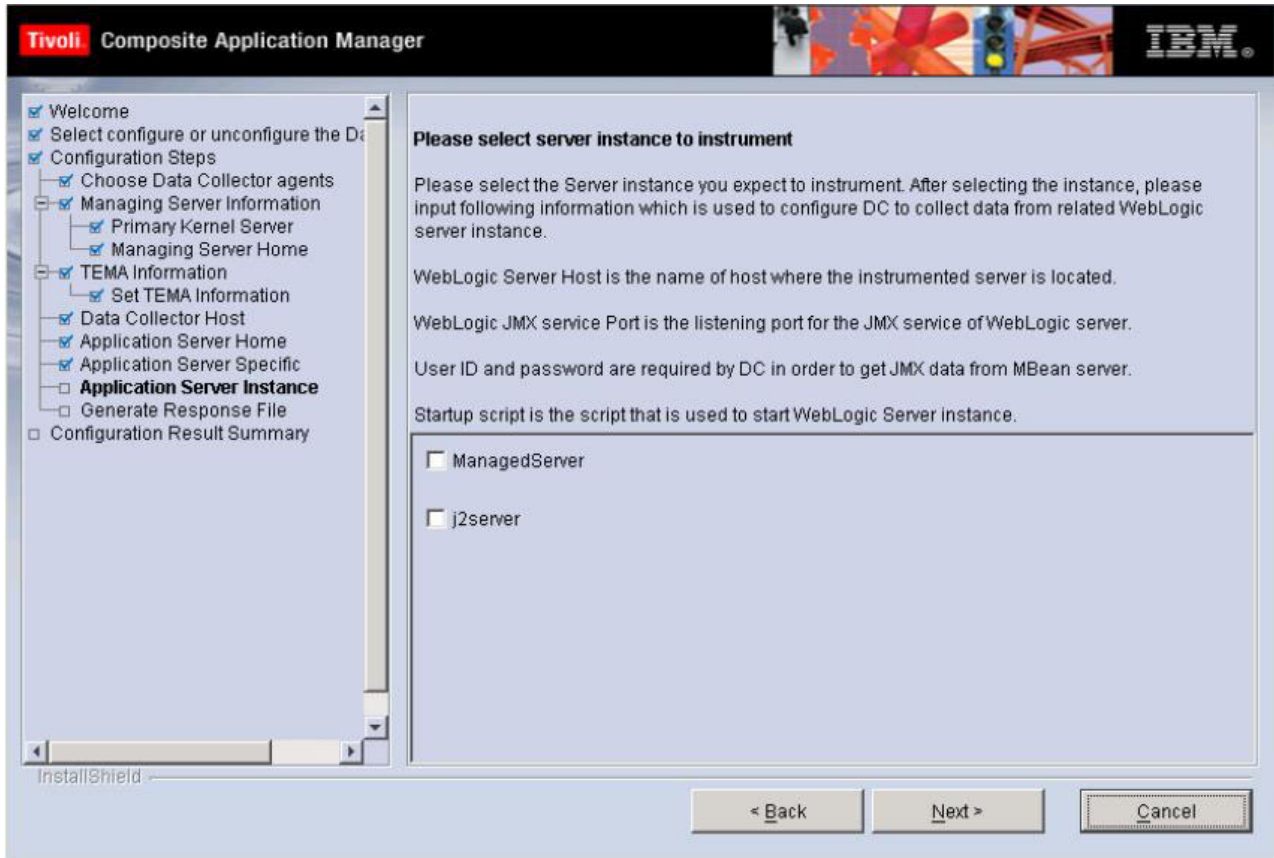 Tivoli. Composite Application Manager
IBM®
Welcome
Select configure or unconfigure the Da
Configuration Steps
Choose Data Collector agents
Managing Server Information
Primary Kernel Server
Managing Server Home
TEMA Information
Set TEMA Information
Data Collector Host
Application Server Home
Application Server Specific
Application Server Instance
Generate Response File
Configuration Result Summary
Please select server instance to instrument
Please select the Server instance you expect to instrument. After selecting the instance, please
input following information which is used to configure DC to collect data from related WebLogic
server instance.
WebLogic Server Host is the name of host where the instrumented server is located.
WebLogic JMX service Port is the listening port for the JMX service of WebLogic server.
User ID and password are required by DC in order to get JMX data from MBean server.
Startup script is the script that is used to start WebLogic Server instance.
ManagedServer
j2server
InstallShield
< Back
Next >
Cancel